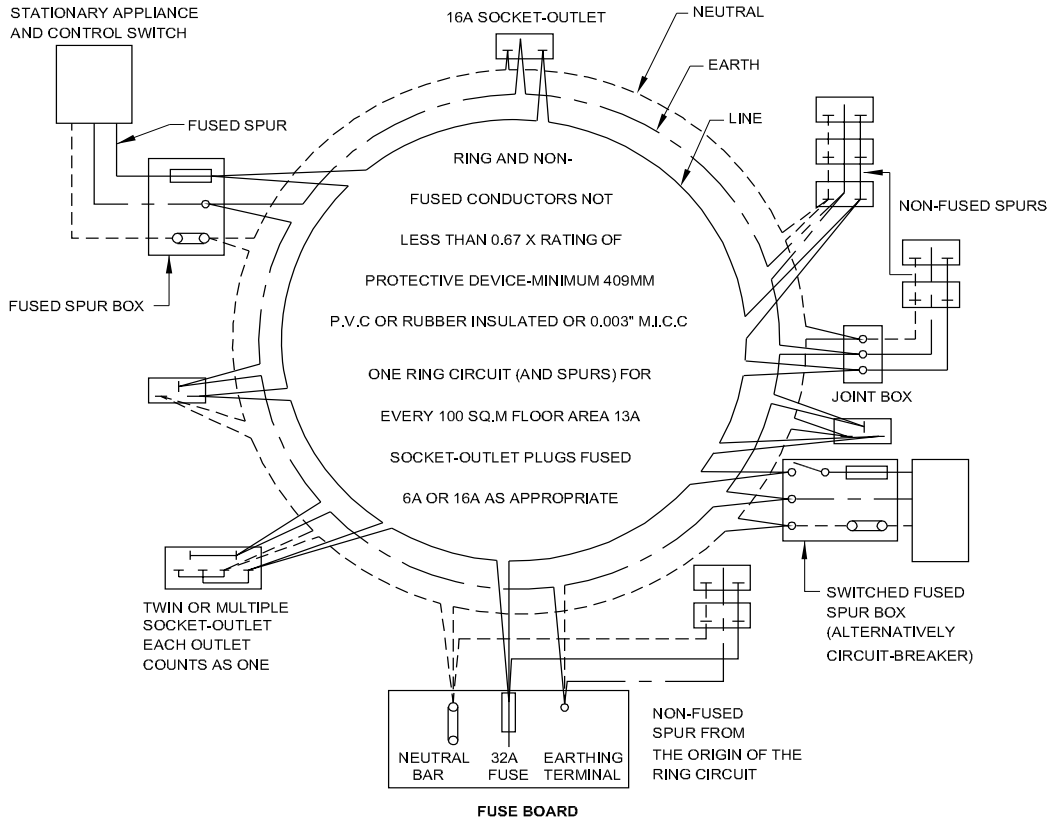 STATIONARY APPLIANCE
AND CONTROL SWITCH
16A SOCKET-OUTLET
NEUTRAL
EARTH
LINE
FUSED SPUR
NON-FUSED SPURS
FUSED SPUR BOX
RING AND NON-
FUSED CONDUCTORS NOT
LESS THAN 0.67 X RATING OF
PROTECTIVE DEVICE-MINIMUM 409MM
P.V.C OR RUBBER INSULATED OR 0.003" M.I.C.C
ONE RING CIRCUIT (AND SPURS) FOR
EVERY 100 SQ.M FLOOR AREA 13A
SOCKET-OUTLET PLUGS FUSED
6A OR 16A AS APPROPRIATE
JOINT BOX
TWIN OR MULTIPLE
SOCKET-OUTLET
EACH OUTLET
COUNTS AS ONE
SWITCHED FUSED
SPUR BOX
(ALTERNATIVELY
CIRCUIT-BREAKER)
NEUTRAL
BAR
32A
FUSE
EARTHING
TERMINAL
NON-FUSED
SPUR FROM
THE ORIGIN OF THE
RING CIRCUIT
FUSE BOARD